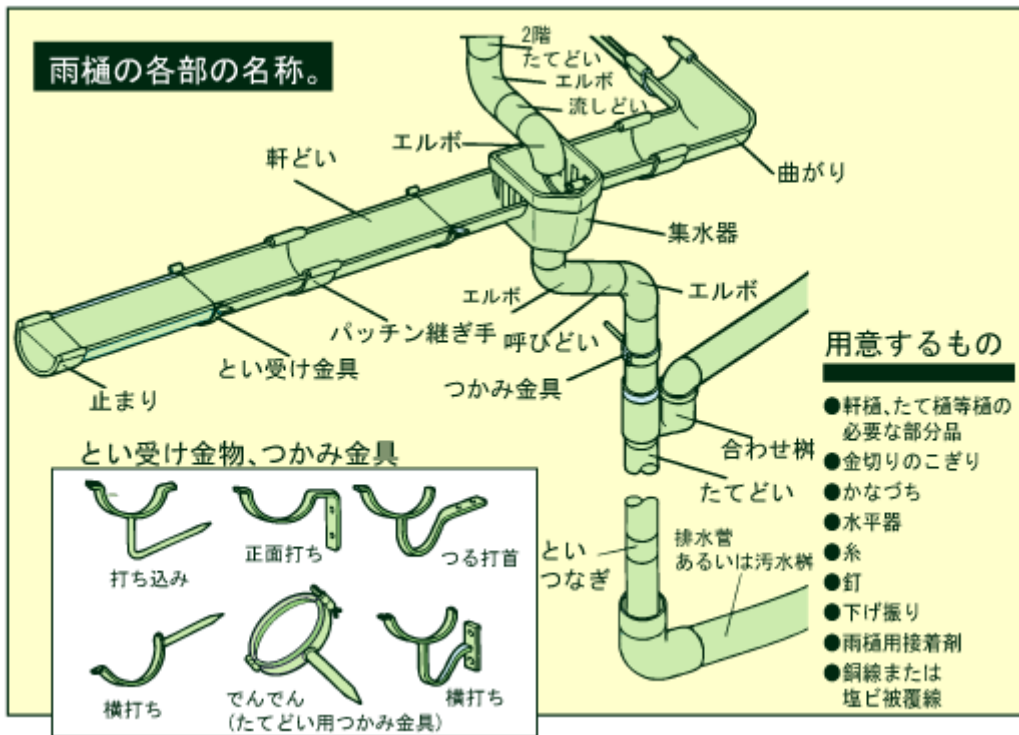 雨樋の各部の名称。
2階
たてどい
エルボ
流しどい
エルボ
軒どい
曲がり
集水器
エルボ
エルボ
パッチン継ぎ手
呼びどい
とい受け金具
つかみ金具
止まり
合わせ桝
たてどい
とい
つなぎ
排水菅
あるいは汚水桝
とい受け金物、つかみ金具
打ち込み
正面打ち
つる打首
横打ち
でんでん
(たてどい用つかみ金具)
横打ち
用意するもの
●軒樋、たて樋等樋の
必要な部分品
●金切りのこぎり
●かなづち
●水平器
●糸
●釘
●下げ振り
●雨樋用接着剤
●銅線または
塩ビ被覆線